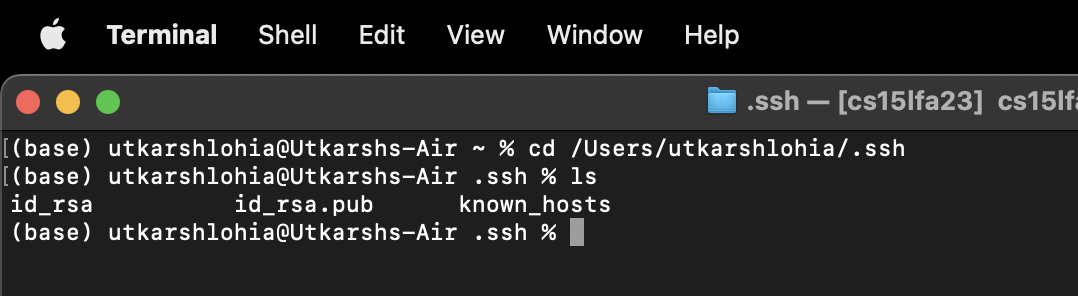 Terminal Shell Edit View Window Help
.ssh — [cs15lfa23] cs15lfa
[(base) utkarshlohia@Utkarshs-Air ~ % cd /Users/utkarshlohia/.ssh
[(base) utkarshlohia@Utkarshs-Air .ssh % ls
id_rsa id_rsa.pub known_hosts
(base) utkarshlohia@Utkarshs-Air .ssh %